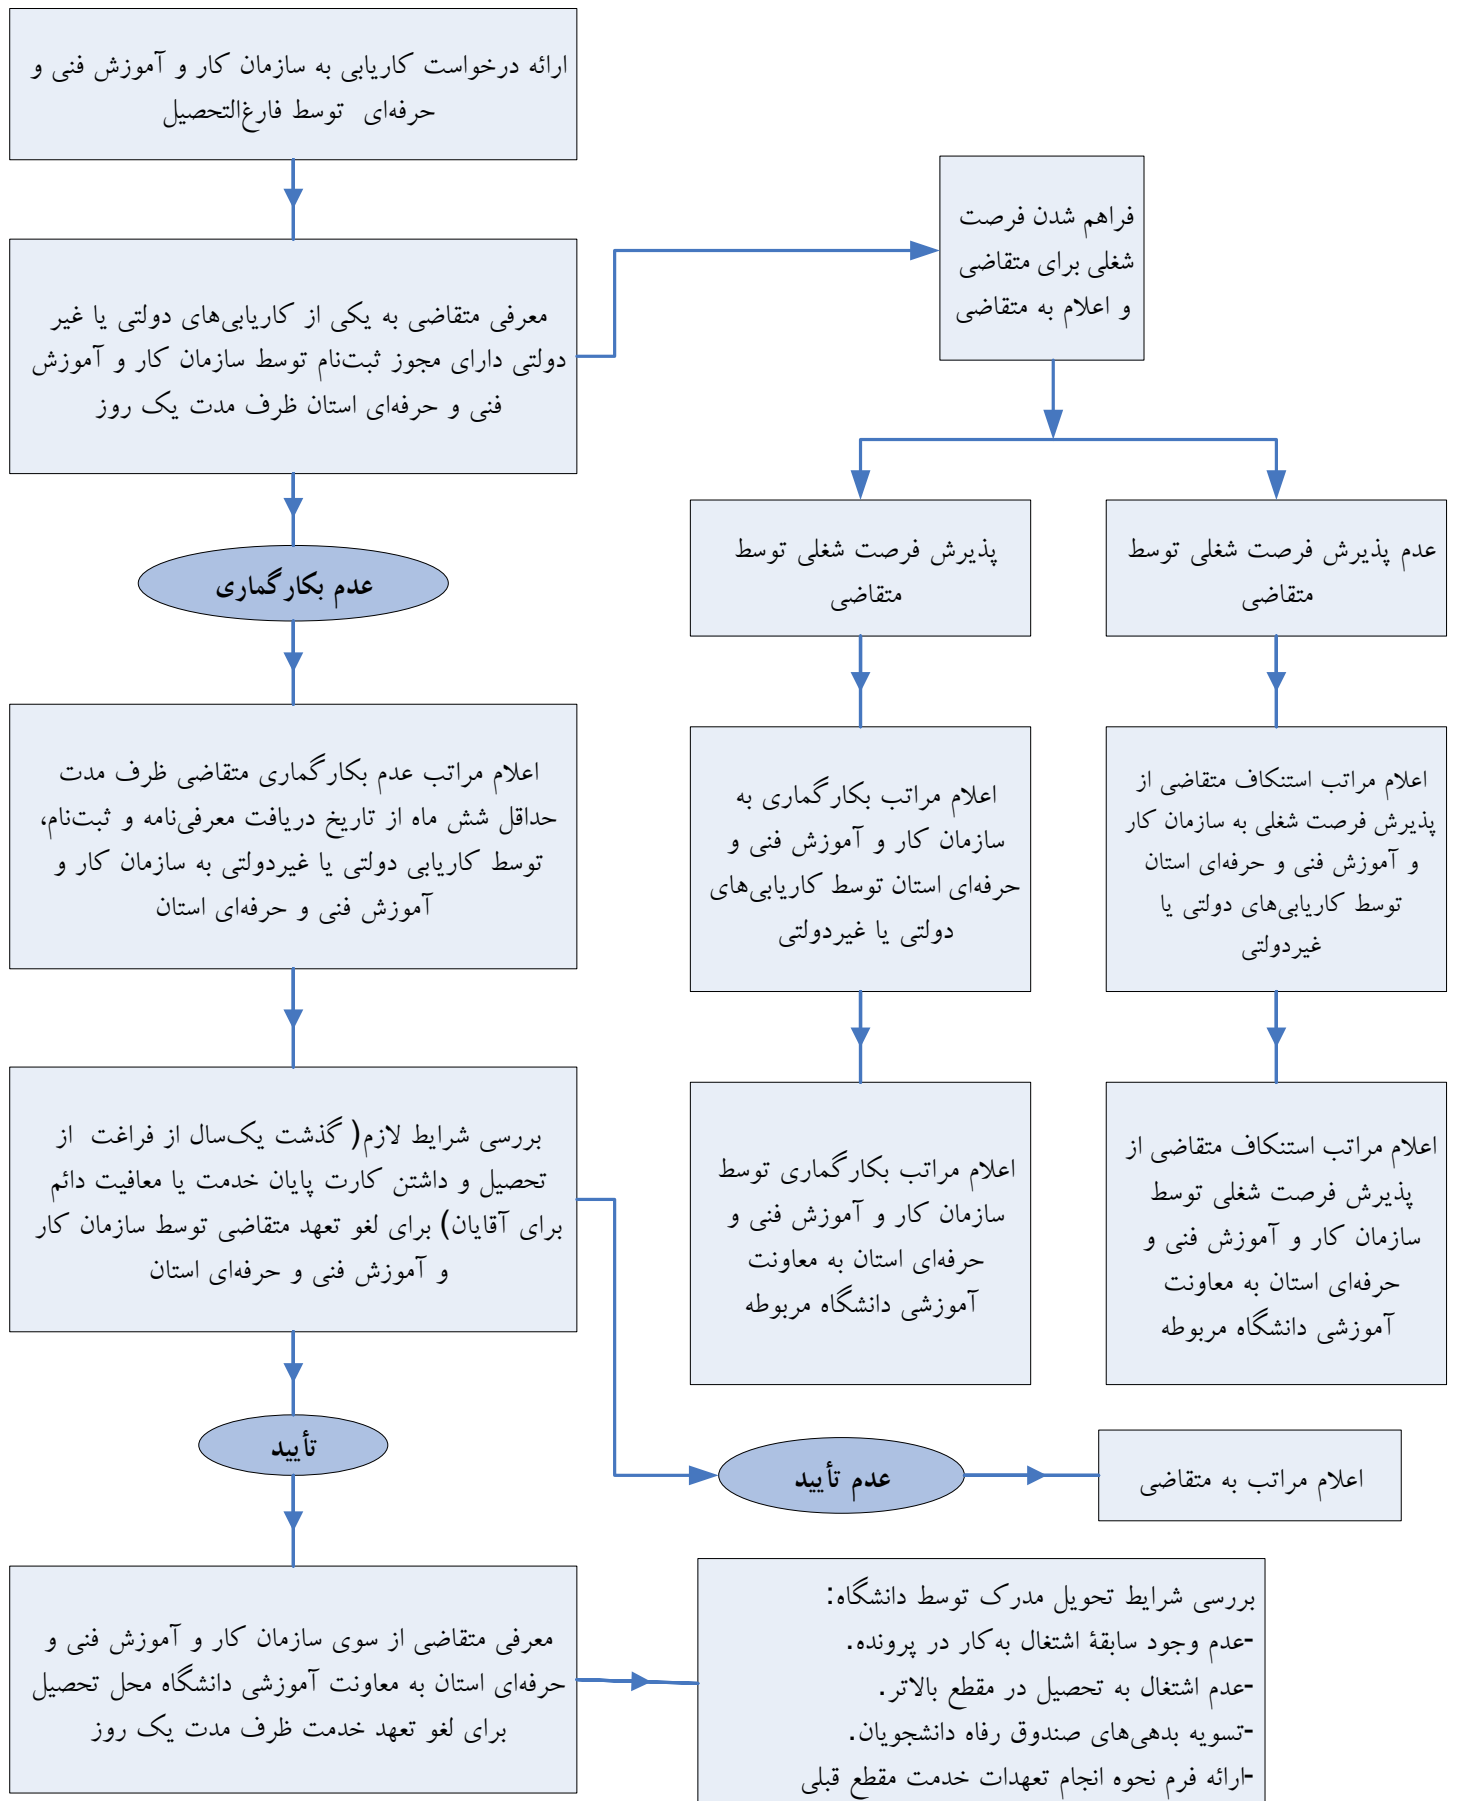 ارائه درخواست کاریابی به سازمان کار و آموزش فنی و
حرفه‌ای توسط فارغ‌التحصیل
معرفی متقاضی به یکی از کاریابی‌های دولتی یا غیر
دولتی دارای مجوز ثبت‌نام توسط سازمان کار و آموزش
فنی و حرفه‌ای استان ظرف مدت یک روز
فراهم شدن فرصت
شغلی برای متقاضی
و اعلام به متقاضی
عدم بکارگماری
پذیرش فرصت شغلی توسط
متقاضی
عدم پذیرش فرصت شغلی توسط
متقاضی
اعلام مراتب عدم بکارگماری متقاضی ظرف مدت
حداقل شش ماه از تاریخ دریافت معرفی‌نامه و ثبت‌نام،
توسط کاریابی دولتی یا غیردولتی به سازمان کار و
آموزش فنی و حرفه‌ای استان
اعلام مراتب بکارگماری به
سازمان کار و آموزش فنی و
حرفه‌ای استان توسط کاریابی‌های
دولتی یا غیردولتی
اعلام مراتب استنکاف متقاضی از
پذیرش فرصت شغلی به سازمان کار
و آموزش فنی و حرفه‌ای استان
توسط کاریابی‌های دولتی یا
غیردولتی
بررسی شرایط لازم( گذشت یک‌سال از فراغت از
تحصیل و داشتن کارت پایان خدمت یا معافیت دائم
برای آقایان) برای لغو تعهد متقاضی توسط سازمان کار
و آموزش فنی و حرفه‌ای استان
اعلام مراتب بکارگماری توسط
سازمان کار و آموزش فنی و
حرفه‌ای استان به معاونت
آموزشی دانشگاه مربوطه
اعلام مراتب استنکاف متقاضی از
پذیرش فرصت شغلی توسط
سازمان کار و آموزش فنی و
حرفه‌ای استان به معاونت
آموزشی دانشگاه مربوطه
تأیید
عدم تأیید
اعلام مراتب به متقاضی
معرفی متقاضی از سوی سازمان کار و آموزش فنی و
حرفه‌ای استان به معاونت آموزشی دانشگاه محل تحصیل
برای لغو تعهد خدمت ظرف مدت یک روز
بررسی شرایط تحویل مدرک توسط دانشگاه:
-عدم وجود سابقهٔ اشتغال به‌کار در پرونده.
-عدم اشتغال به تحصیل در مقطع بالاتر.
-تسویه بدهی‌های صندوق رفاه دانشجویان.
-ارائه فرم نحوه انجام تعهدات خدمت مقطع قبلی